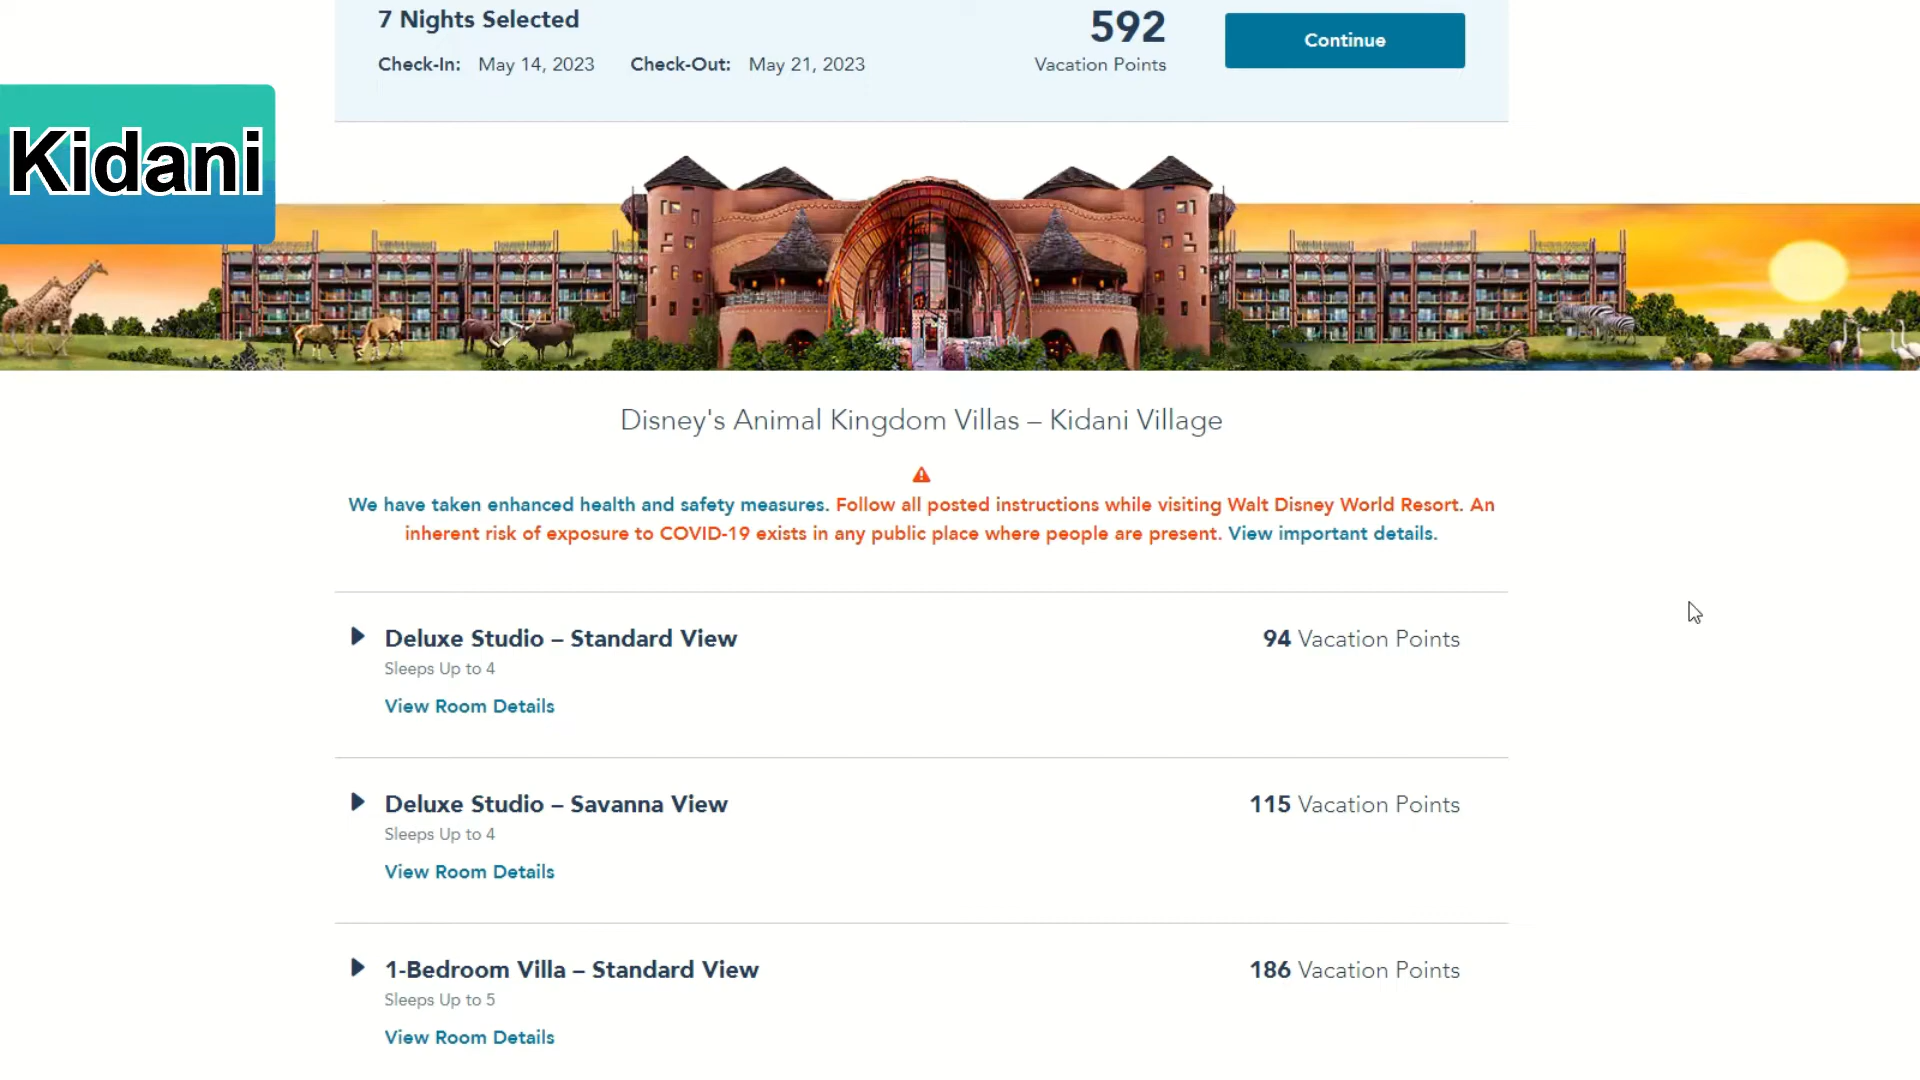 7 Nights Selected
592
Continue
Check-In: May 14, 2023 Check-Out: May 21, 2023
Vacation Points
Kidani
Disney's Animal Kingdom Villas – Kidani Village
We have taken enhanced health and safety measures. Follow all posted instructions while visiting Walt Disney World Resort. An
inherent risk of exposure to COVID-19 exists in any public place where people are present. View important details.
Deluxe Studio – Standard View
94 Vacation Points
Sleeps Up to 4
View Room Details
Deluxe Studio – Savanna View
115 Vacation Points
Sleeps Up to 4
View Room Details
1-Bedroom Villa – Standard View
186 Vacation Points
Sleeps Up to 5
View Room Details